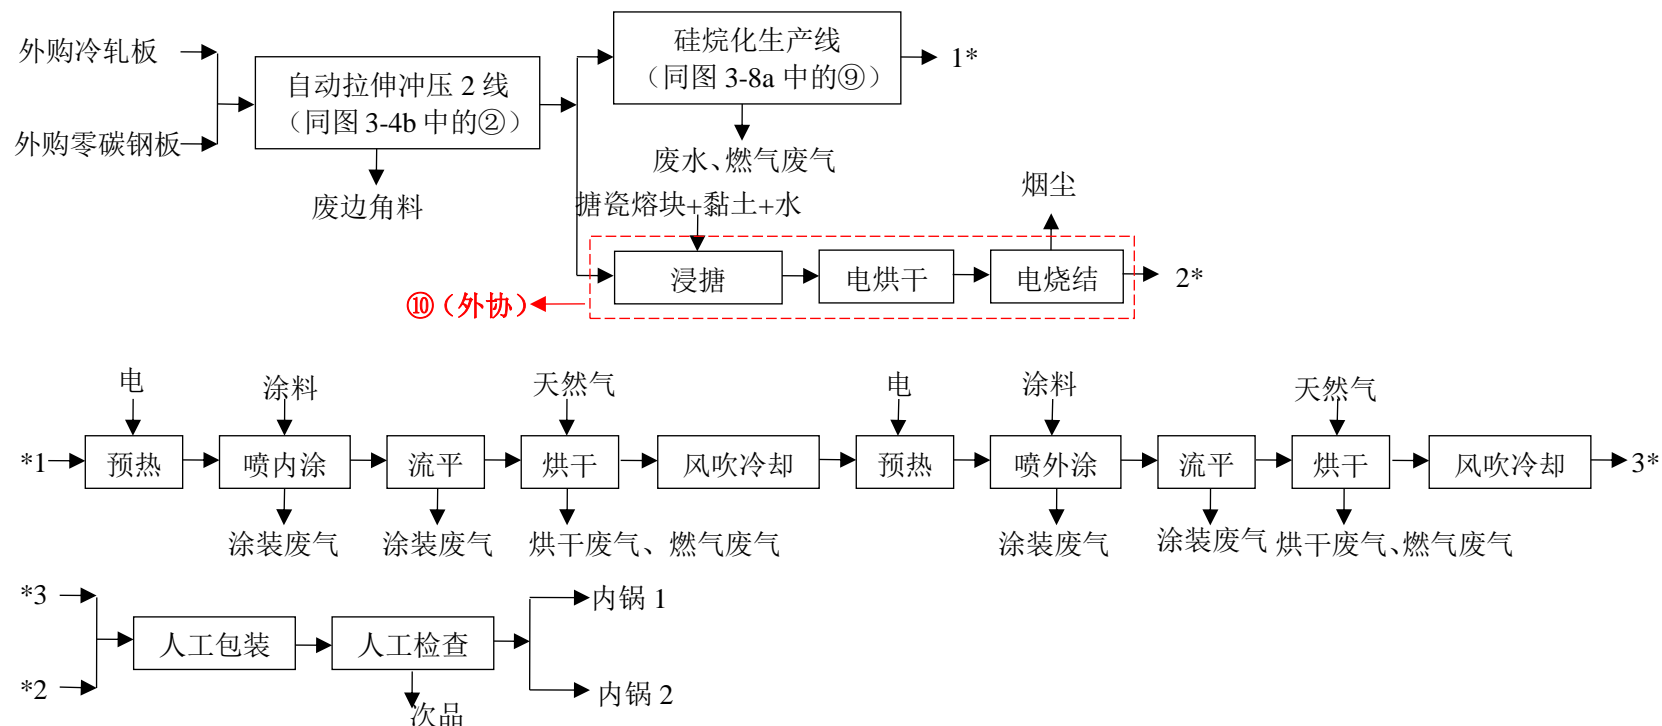 外购冷轧板
外购零碳钢板
自动拉伸冲压 2 线
（同图 3-4b 中的②）
废边角料
硅烷化生产线
（同图 3-8a 中的⑨）
1*
废水、燃气废气
搪瓷熔块+黏土+水
烟尘
浸搪
电烘干
电烧结
2*
⑩（外协）
电
涂料
天然气
电
涂料
天然气
*1
预热
喷内涂
流平
烘干
风吹冷却
预热
喷外涂
流平
烘干
风吹冷却
3*
涂装废气
涂装废气
烘干废气、燃气废气
涂装废气
涂装废气
烘干废气、燃气废气
*3
*2
人工包装
人工检查
内锅 1
内锅 2
次品